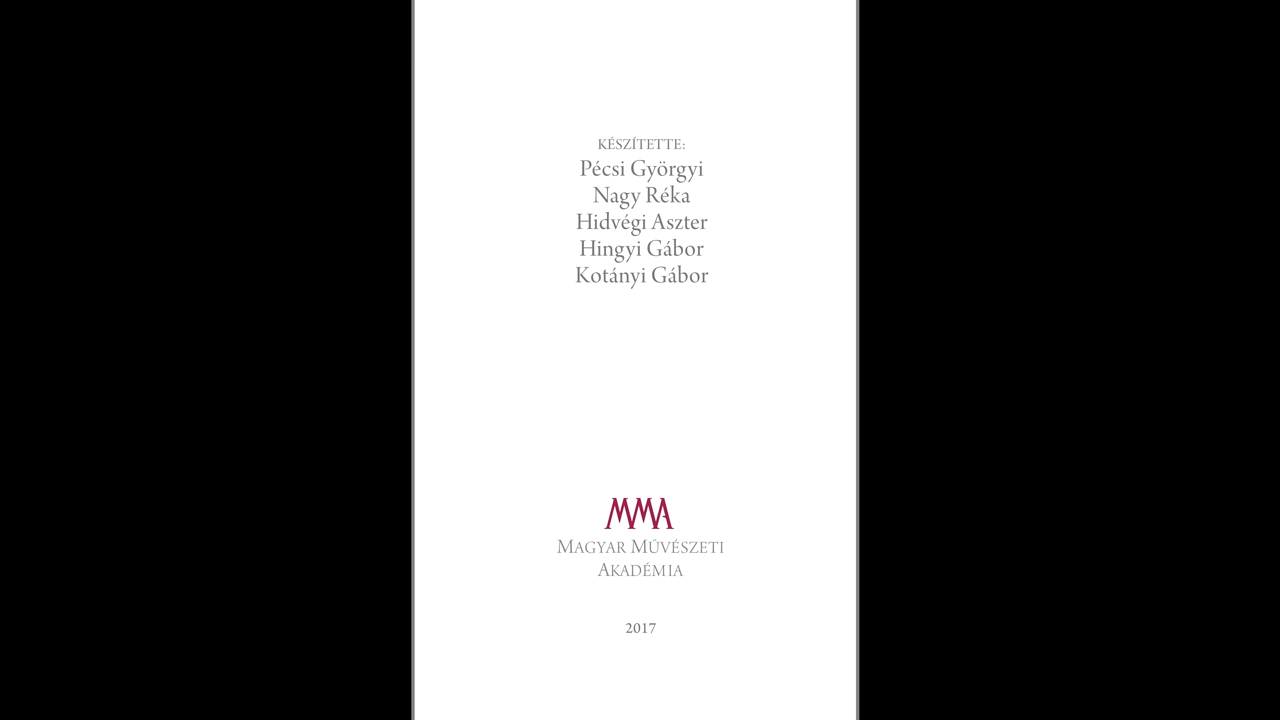 KÉSZÍTETTE:
Pécsi Györgyi
Nagy Réka
Hidvégi Aszter
Hingyi Gábor
Kotányi Gábor
MMA
MAGYAR MŰVÉSZETI
AKADÉMIA
2017